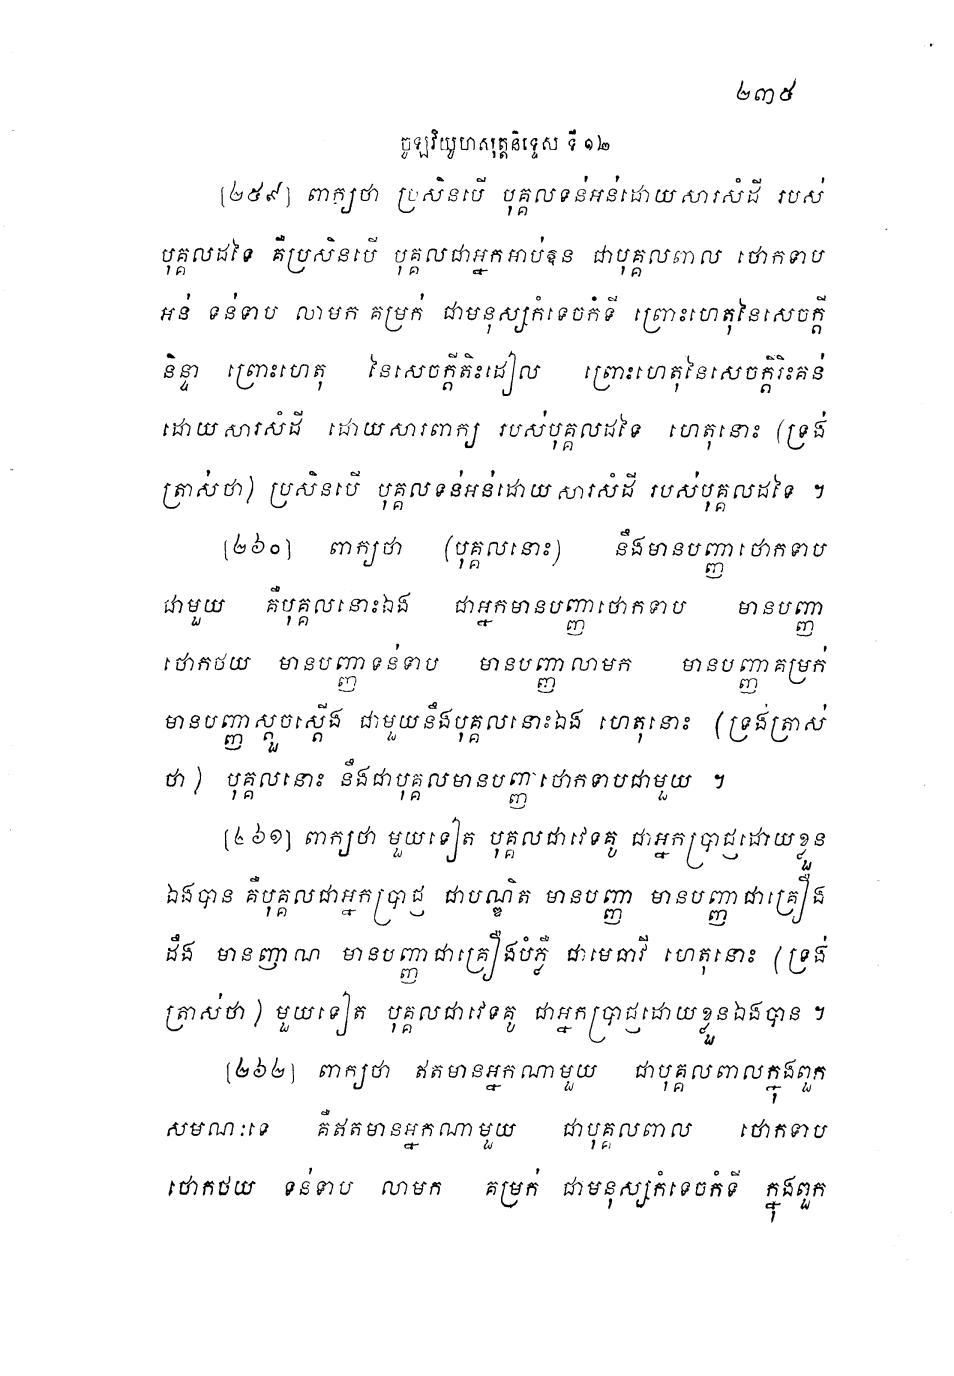 ២៣៥
ចូឡវិយូហសុត្តនិទ្ទេស ទី ១២
[២៥៩] ពាក្យថា ប្រសិនបើ បុគ្គលទន់អន់ដោយសារសំដី របស់
បុគ្គលដទៃ គឺប្រសិនបើ បុគ្គលជាអ្នកអាប់ឱន ជាបុគ្គលពាល ថោកទាប
អន់ ទន់ទាប លាមក គម្រក់ ជាមនុស្សកំទេចកំទី ព្រោះហេតុនៃសេចក្តី
និន្ទា ព្រោះហេតុ នៃសេចក្តីតិះដៀល ព្រោះហេតុនៃសេចក្តីរិះគន់
ដោយសារសំដី ដោយសារពាក្យ របស់បុគ្គលដទៃ ហេតុនោះ (ទ្រង់
ត្រាស់ថា) ប្រសិនបើ បុគ្គលទន់អន់ដោយសារសំដី របស់បុគ្គលដទៃ ។
[២៦០] ពាក្យថា (បុគ្គលនោះ) នឹងមានបញ្ញាថោកទាប
ជាមួយ គឺបុគ្គលនោះឯង ជាអ្នកមានបញ្ញាថោកទាប មានបញ្ញា
ថោកថយ មានបញ្ញាទន់ទាប មានបញ្ញាលាមក មានបញ្ញាគម្រក់
មានបញ្ញាស្តួចស្តើង ជាមួយនឹងបុគ្គលនោះឯង ហេតុនោះ (ទ្រង់ត្រាស់
ថា) បុគ្គលនោះ នឹងជាបុគ្គលមានបញ្ញាថោកទាបជាមួយ ។
[២៦១] ពាក្យថា មួយទៀត បុគ្គលជាវេទគូ ជាអ្នកប្រាជ្ញដោយខ្លួន
ឯងបាន គឺបុគ្គលជាអ្នកប្រាជ្ញ ជាបណ្ឌិត មានបញ្ញា មានបញ្ញាជាគ្រឿង
ដឹង មានញាណ មានបញ្ញាជាគ្រឿងបំភ្លឺ ជាមេធាវី ហេតុនោះ (ទ្រង់
ត្រាស់ថា) មួយទៀត បុគ្គលជាវេទគូ ជាអ្នកប្រាជ្ញដោយខ្លួនឯងបាន ។
[២៦២] ពាក្យថា ឥតមានអ្នកណាមួយ ជាបុគ្គលពាលក្នុងពួក
សមណៈទេ គឺឥតមានអ្នកណាមួយ ជាបុគ្គលពាល ថោកទាប
ថោកថយ ទន់ទាប លាមក គម្រក់ ជាមនុស្សកំទេចកំទី ក្នុងពួក